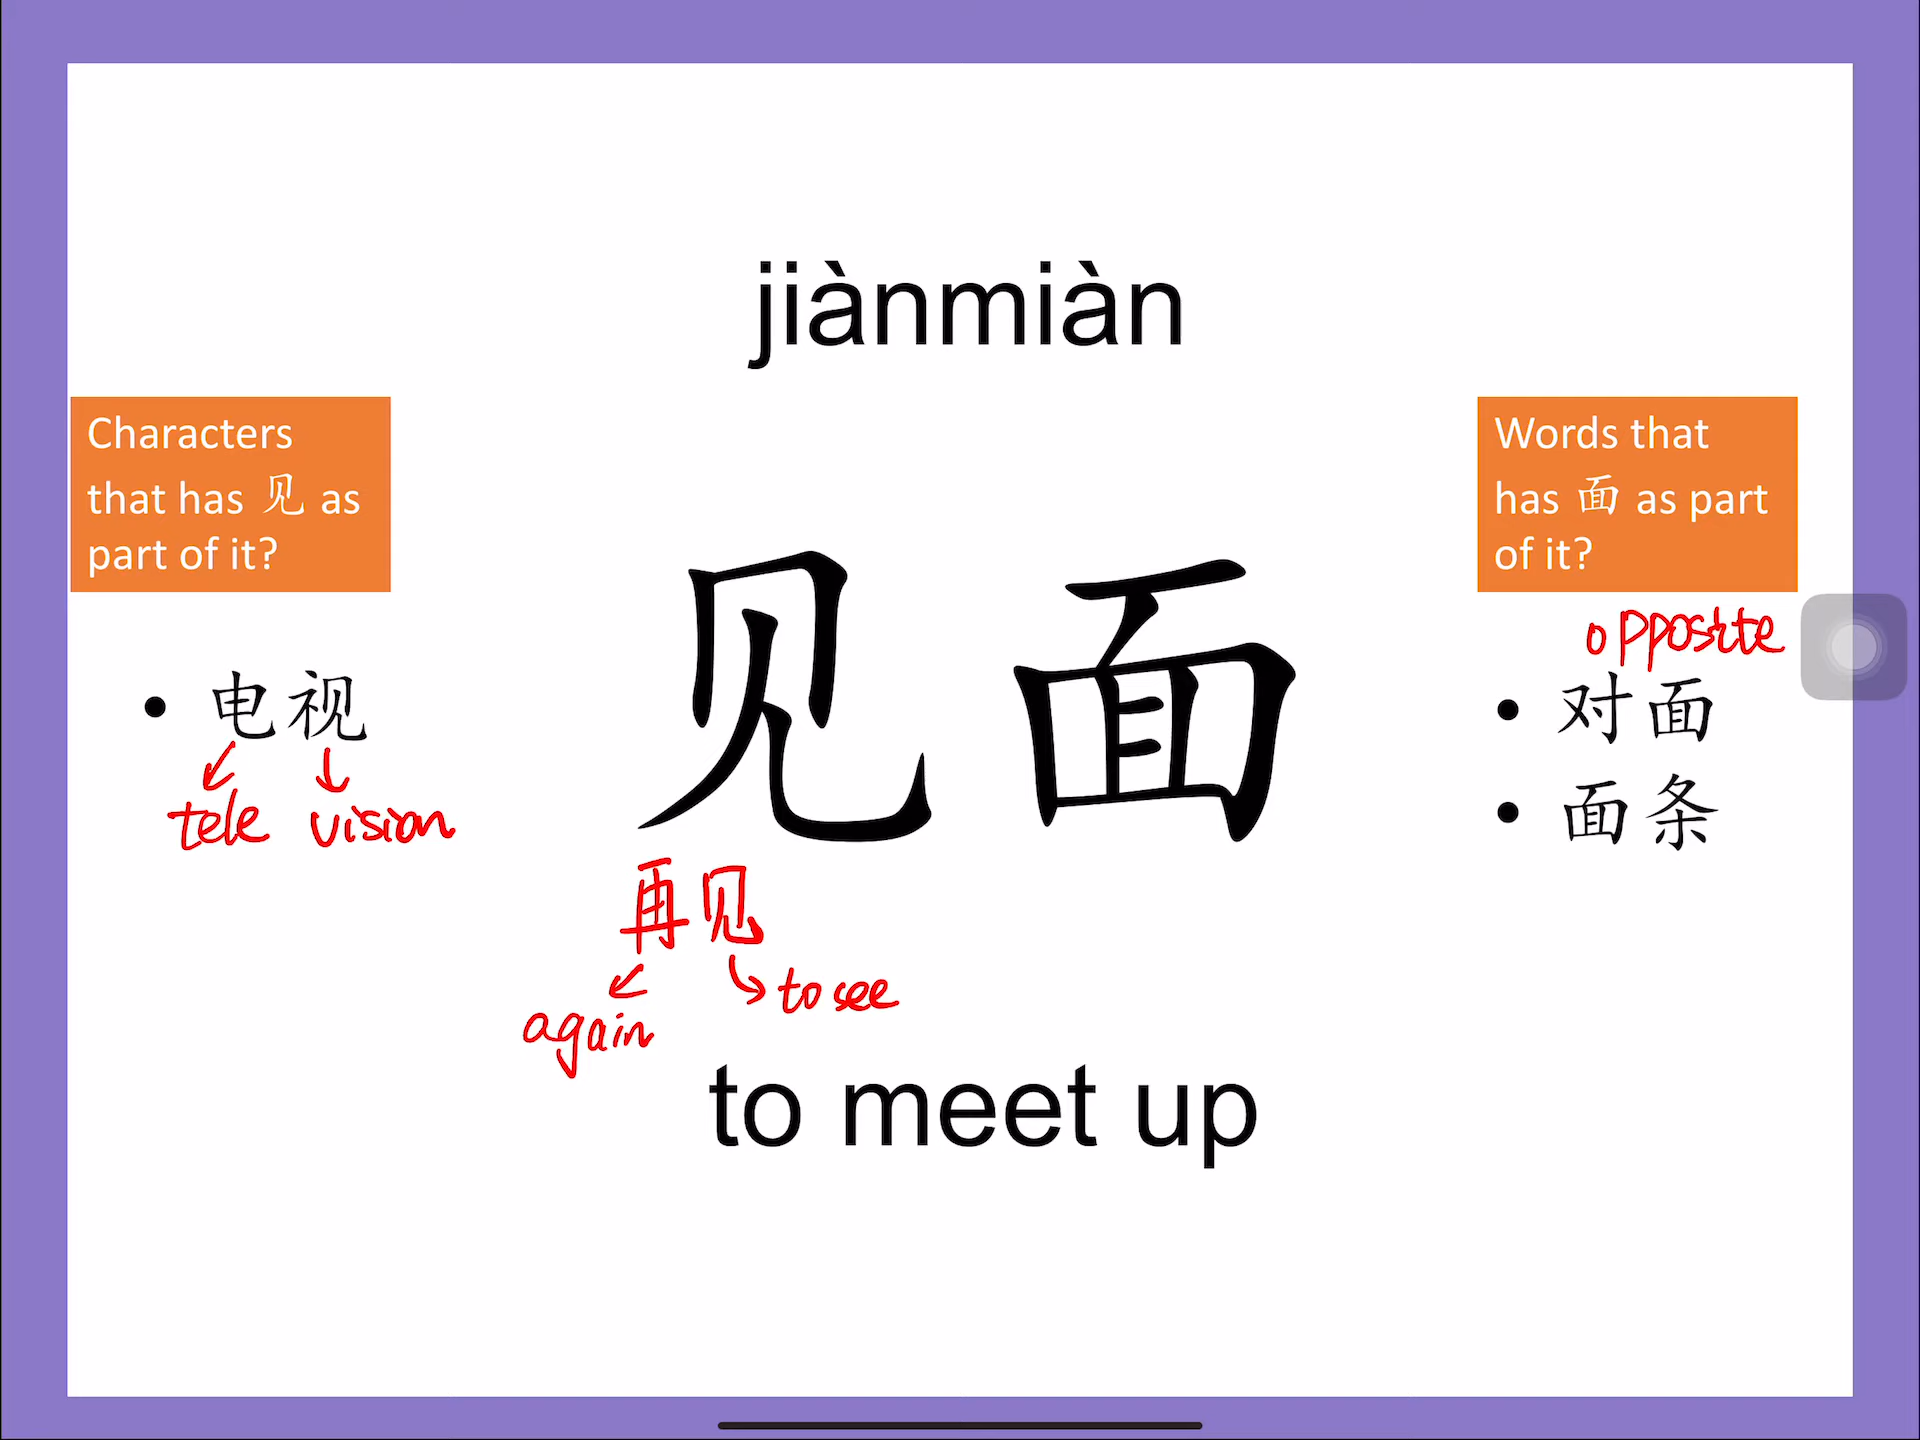 jiànmiàn
Characters
that has 见 as
part of it?
Words that
has 面 as part
of it?
见面
opposite
• 电视
• 对面
tele vision
• 面条
再见
to see
again
to meet up